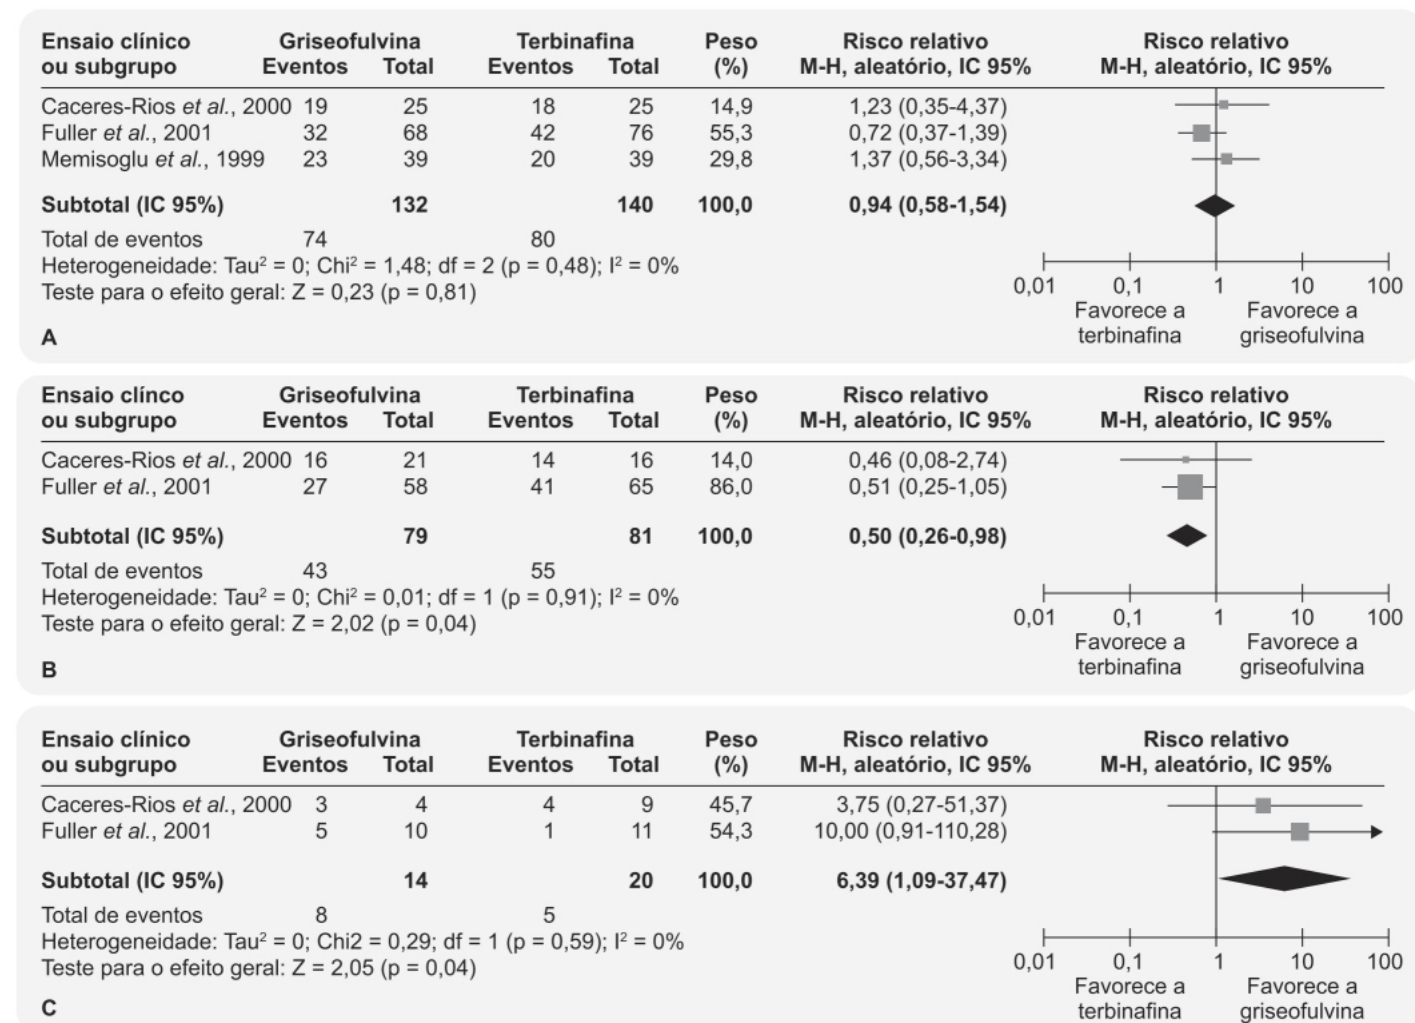 Ensaio clínico Griseofulvina Terbinafina Peso Risco relativo Risco relativo
ou subgrupo Eventos Total Eventos Total (%) M-H, aleatório, IC 95% M-H, aleatório, IC 95%
Caceres-Rios et al., 2000 19 25 18 25 14,9 1,23 (0,35-4,37)
Fuller et al., 2001 32 68 42 76 55,3 0,72 (0,37-1,39)
Memisoglu et al., 1999 23 39 20 39 29,8 1,37 (0,56-3,34)
Subtotal (IC 95%) 132 140 100,0 0,94 (0,58-1,54)
Total de eventos 74 80
Heterogeneidade: Tau² = 0; Chi² = 1,48; df = 2 (p = 0,48); I² = 0%
Teste para o efeito geral: Z = 0,23 (p = 0,81)
0,01 0,1 1 10 100
Favorece a Favorece a
terbinafina griseofulvina
A
Ensaio clínco Griseofulvina Terbinafina Peso Risco relativo Risco relativo
ou subgrupo Eventos Total Eventos Total (%) M-H, aleatório, IC 95% M-H, aleatório, IC 95%
Caceres-Rios et al., 2000 16 21 14 16 14,0 0,46 (0,08-2,74)
Fuller et al., 2001 27 58 41 65 86,0 0,51 (0,25-1,05)
Subtotal (IC 95%) 79 81 100,0 0,50 (0,26-0,98)
Total de eventos 43 55
Heterogeneidade: Tau² = 0; Chi² = 0,01; df = 1 (p = 0,91); I² = 0%
Teste para o efeito geral: Z = 2,02 (p = 0,04)
0,01 0,1 1 10 100
Favorece a Favorece a
terbinafina griseofulvina
B
Ensaio clínico Griseofulvina Terbinafina Peso Risco relativo Risco relativo
ou subgrupo Eventos Total Eventos Total (%) M-H, aleatório, IC 95% M-H, aleatório, IC 95%
Caceres-Rios et al., 2000 3 4 4 9 45,7 3,75 (0,27-51,37)
Fuller et al., 2001 5 10 1 11 54,3 10,00 (0,91-110,28)
Subtotal (IC 95%) 14 20 100,0 6,39 (1,09-37,47)
Total de eventos 8 5
Heterogeneidade: Tau² = 0; Chi2 = 0,29; df = 1 (p = 0,59); I² = 0%
Teste para o efeito geral: Z = 2,05 (p = 0,04)
0,01 0,1 1 10 100
Favorece a Favorece a
terbinafina griseofulvina
C